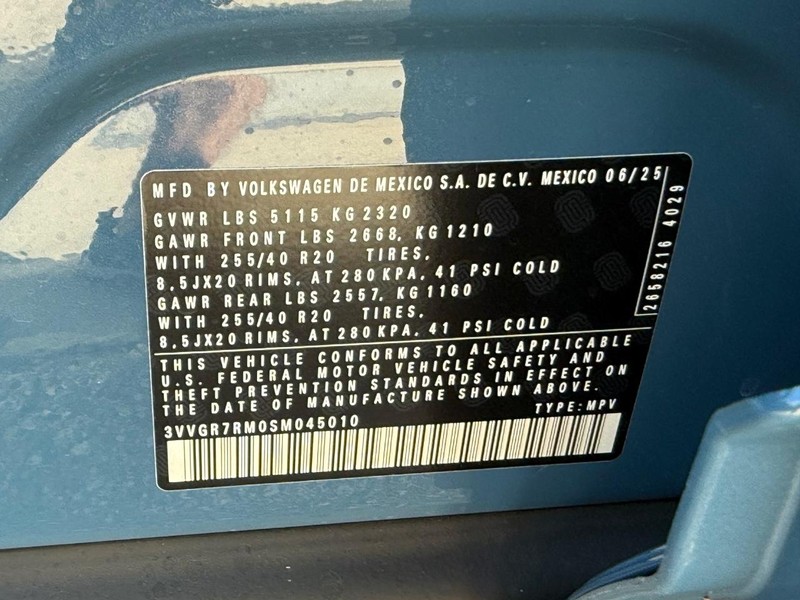 MFD BY VOLKSWAGEN DE MEXICO S.A. DE C.V. MEXICO 06/25
GVWR LBS 5115 KG 2320
GAWR FRONT LBS 2668, KG 1210
WITH 255/40 R20 TIRES,
8,5JX20 RIMS, AT 280 KPA, 41 PSI COLD
GAWR REAR LBS 2557, KG 1160
WITH 255/40 R20 TIRES,
8,5JX20 RIMS, AT 280 KPA, 41 PSI COLD
2658216 4029
THIS VEHICLE CONFORMS TO ALL APPLICABLE
U.S. FEDERAL MOTOR VEHICLE SAFETY AND
THEFT PREVENTION STANDARDS IN EFFECT ON
THE DATE OF MANUFACTURE SHOWN ABOVE.
3VVGR7RM0SM045010 TYPE: MPV